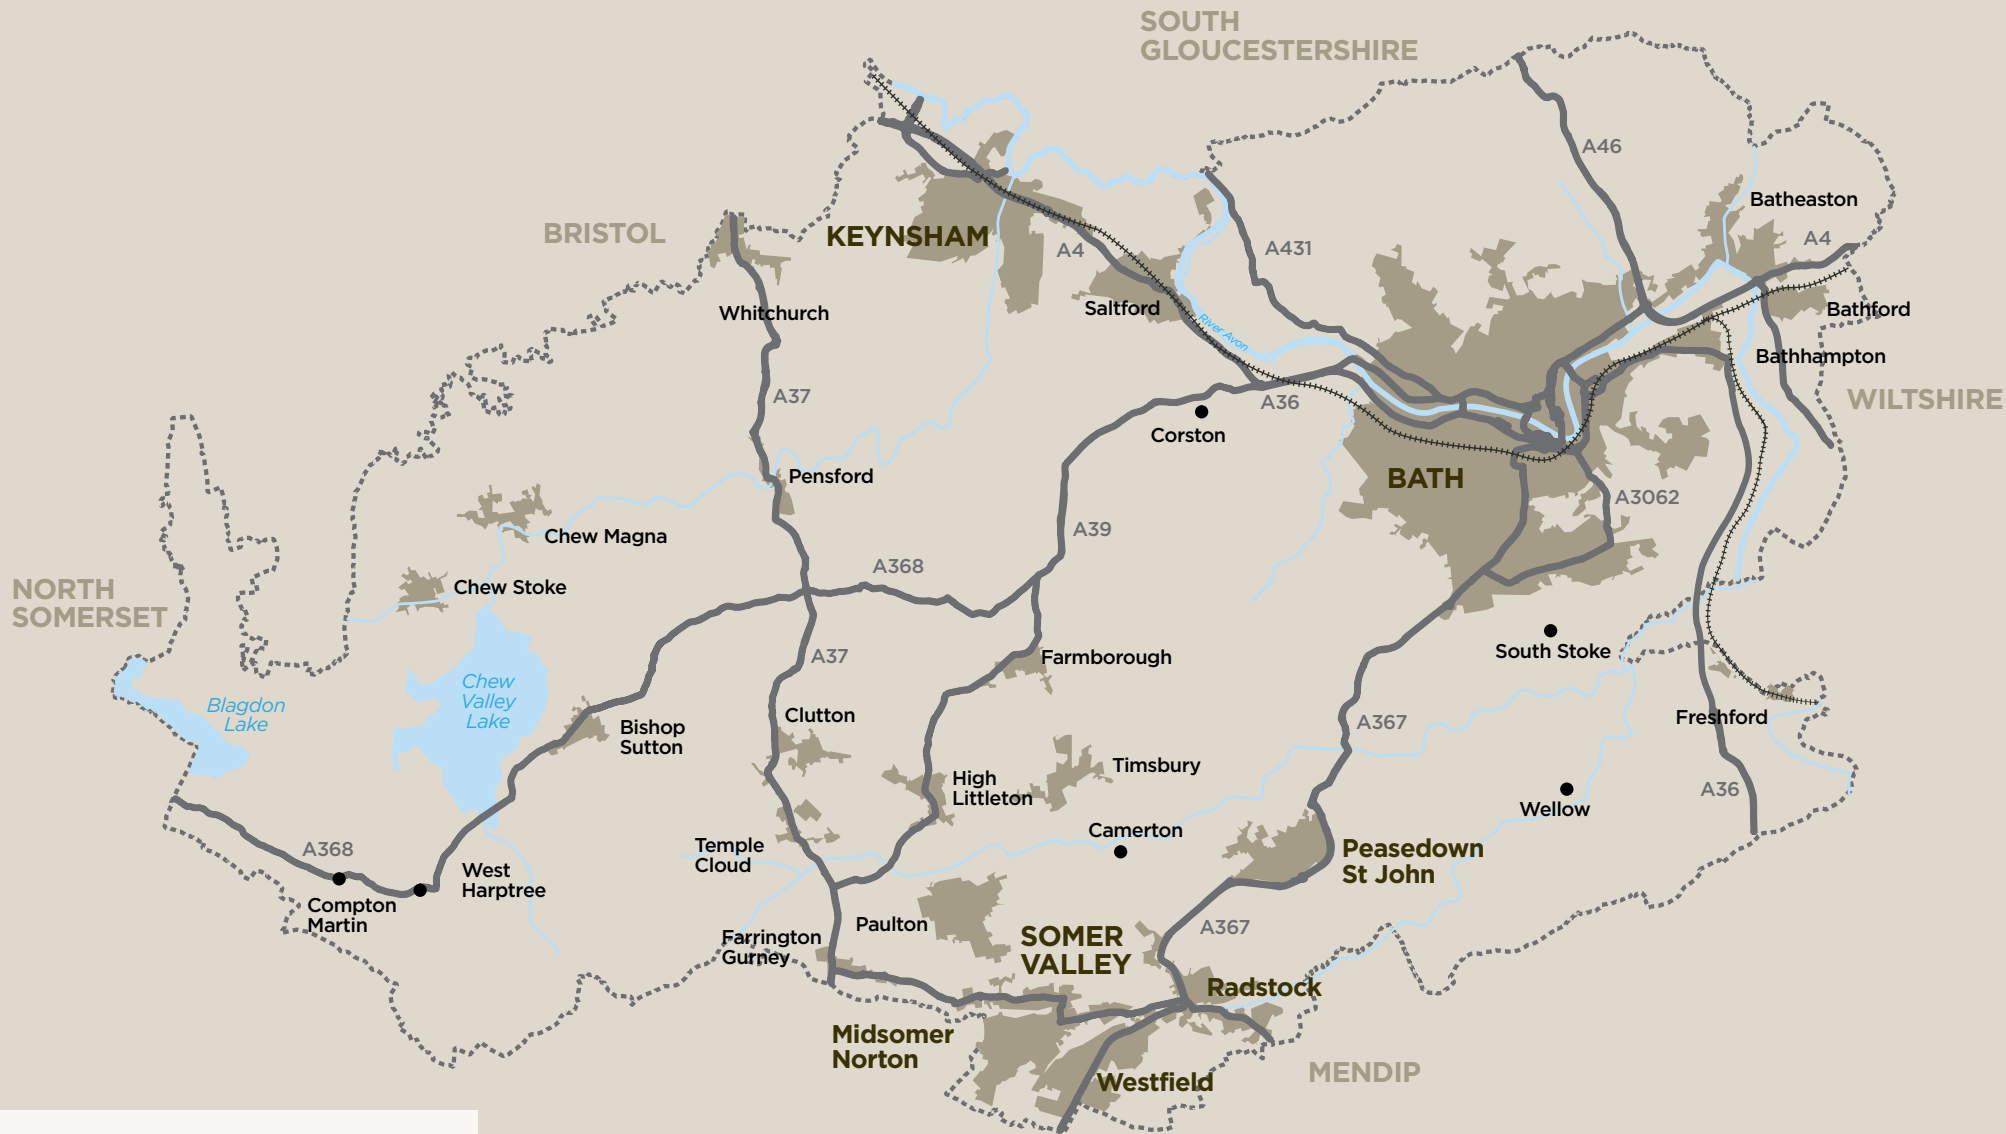 SOUTH
GLOUCESTERSHIRE
A46
Batheaston
BRISTOL
KEYNSHAM
A4
A431
A4
Whitchurch
Saltford
River Avon
Bathford
Bathhampton
A37
A36
WILTSHIRE
Corston
Pensford
BATH
A3062
Chew Magna
A39
A368
NORTH
SOMERSET
Chew Stoke
A37
Farmborough
South Stoke
Blagdon
Lake
Chew
Valley
Lake
Bishop
Sutton
Clutton
A367
Freshford
High
Littleton
Timsbury
A36
Wellow
A368
Temple
Cloud
Camerton
Peasedown
St John
West
Harptree
Compton
Martin
Farrington
Gurney
Paulton
SOMER
VALLEY
A367
Radstock
Midsomer
Norton
Westfield
MENDIP